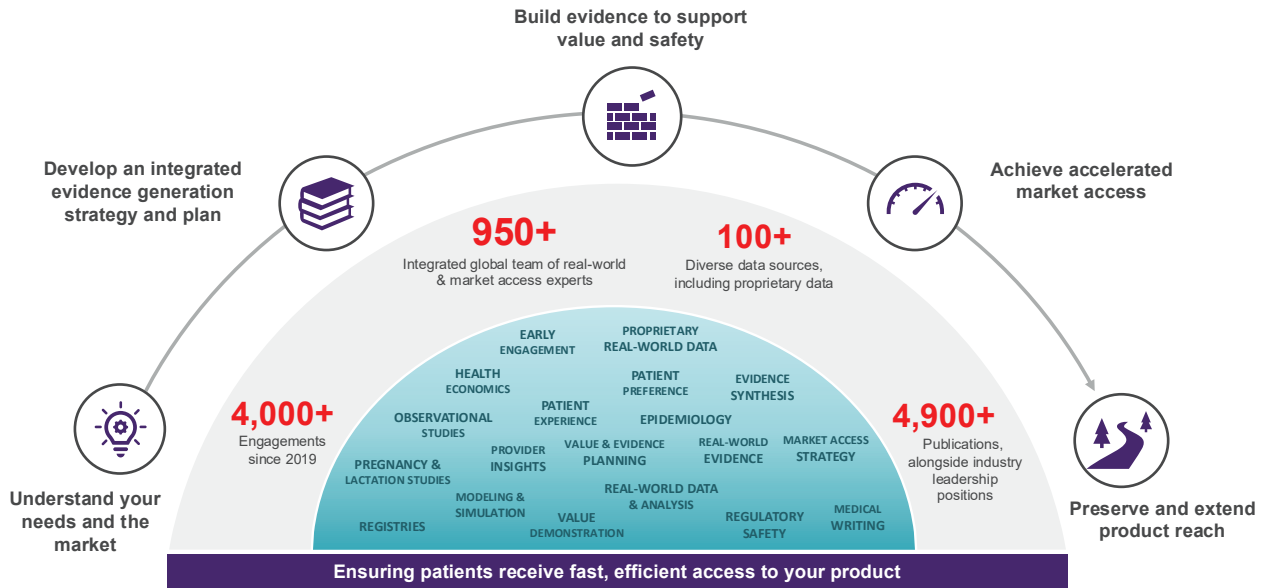 Build evidence to support
value and safety
Develop an integrated
evidence generation
strategy and plan
Achieve accelerated
market access
Understand your
needs and the
market
Preserve and extend
product reach
950+
Integrated global team of real-world
& market access experts
100+
Diverse data sources,
including proprietary data
4,000+
Engagements
since 2019
4,900+
Publications,
alongside industry
leadership
positions
EARLY
ENGAGEMENT
PROPRIETARY
REAL-WORLD DATA
HEALTH
ECONOMICS
PATIENT
PREFERENCE
EVIDENCE
SYNTHESIS
OBSERVATIONAL
STUDIES
PATIENT
EXPERIENCE
EPIDEMIOLOGY
PREGNANCY &
LACTATION STUDIES
PROVIDER
INSIGHTS
VALUE & EVIDENCE
PLANNING
REAL-WORLD
EVIDENCE
MARKET ACCESS
STRATEGY
MODELING &
SIMULATION
REAL-WORLD DATA
& ANALYSIS
REGISTRIES
VALUE
DEMONSTRATION
REGULATORY
SAFETY
MEDICAL
WRITING
Ensuring patients receive fast, efficient access to your product